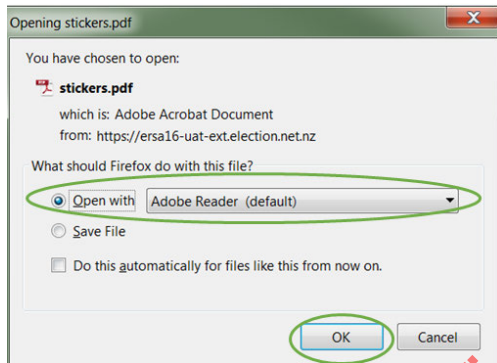 Opening stickers.pdf
You have chosen to open:
stickers.pdf
which is: Adobe Acrobat Document
from: https://ersa16-uat-ext.election.net.nz
What should Firefox do with this file?
Open with Adobe Reader (default)
Save File
Do this automatically for files like this from now on.
OK Cancel